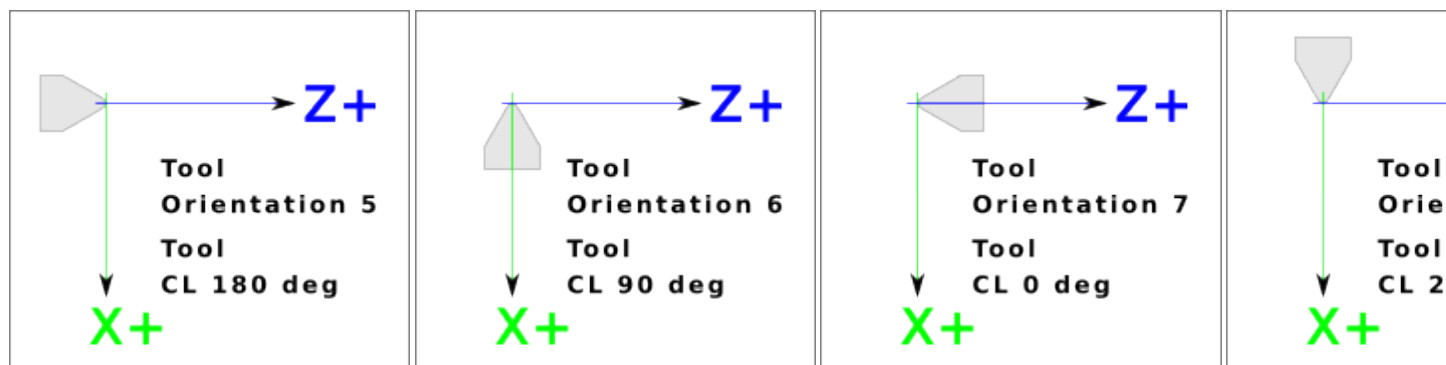 Z+
Tool
Orientation 5
Tool
CL 180 deg
X+
Z+
Tool
Orientation 6
Tool
CL 90 deg
X+
Z+
Tool
Orientation 7
Tool
CL 0 deg
X+
Tool
Tool
CL
X+